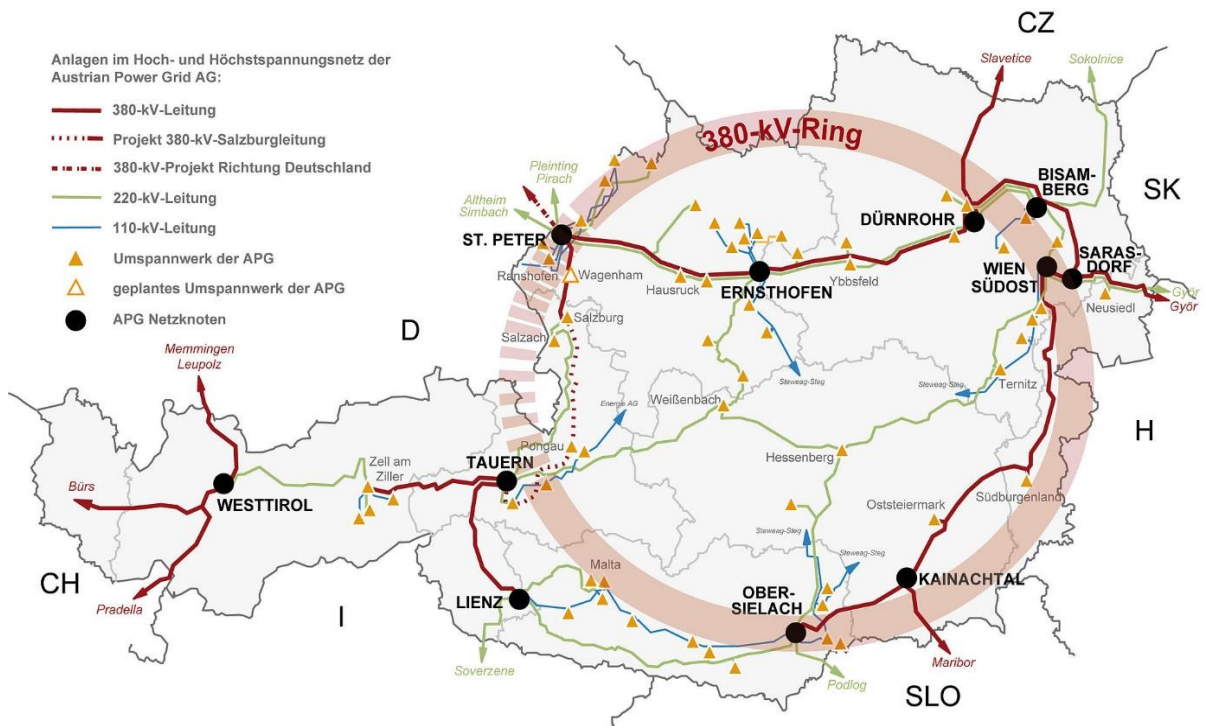 Anlagen im Hoch- und Höchstspannungsnetz der
Austrian Power Grid AG:
380-kV-Leitung
Projekt 380-kV-Salzburgleitung
380-kV-Projekt Richtung Deutschland
220-kV-Leitung
110-kV-Leitung
Umspannwerk der APG
geplantes Umspannwerk der APG
APG Netzknoten
CZ
Slavetice
Sokolnice
380-kV-Ring
Pleinting
Pirach
Altheim
Simbach
BISAM-
BERG
SK
DÜRNROHR
ST. PETER
SARAS-
DORF
WIEN
SÜDOST
Ranshofen
Wagenham
Hausruck
ERNSTHOFEN
Ybbsfeld
Györ
Györ
Neusiedl
Salzburg
D
Salzach
Memmingen
Leupolz
Steweag-Steg
Steweag-Steg
Ternitz
Weißenbach
Energie AG
H
Pongau
Hessenberg
TAUERN
Zell am
Ziller
Bürs
WESTTIROL
Südburgenland
Oststeiermark
Steweag-Steg
Steweag-Steg
CH
Malta
KAINACHTAL
Pradella
LIENZ
OBER-
SIELACH
I
Soverzene
Maribor
Podlog
SLO